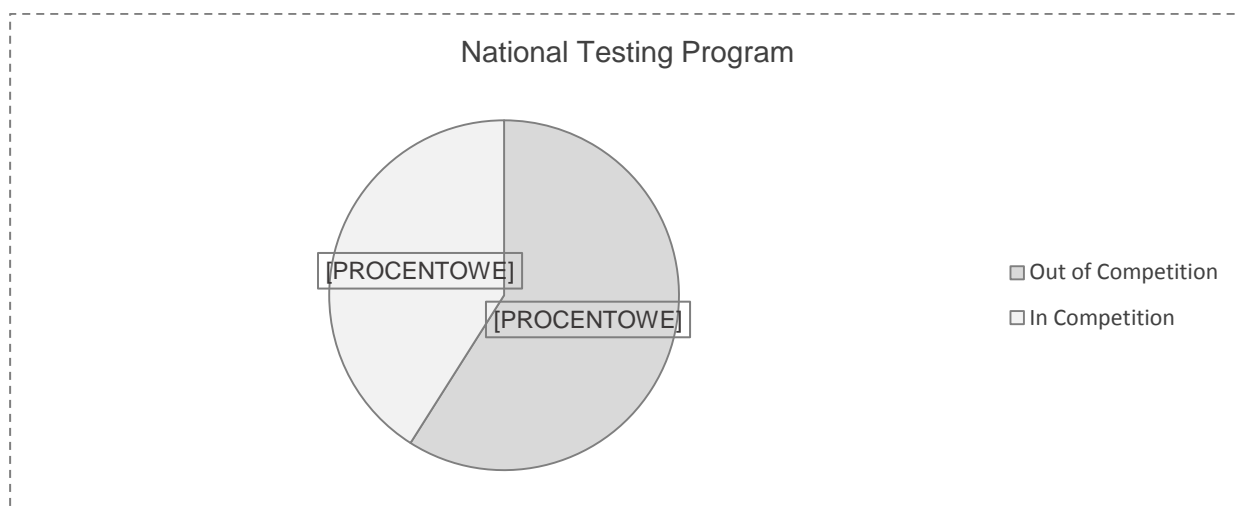 National Testing Program
[PROCENTOWE]
[PROCENTOWE]
Out of Competition
In Competition